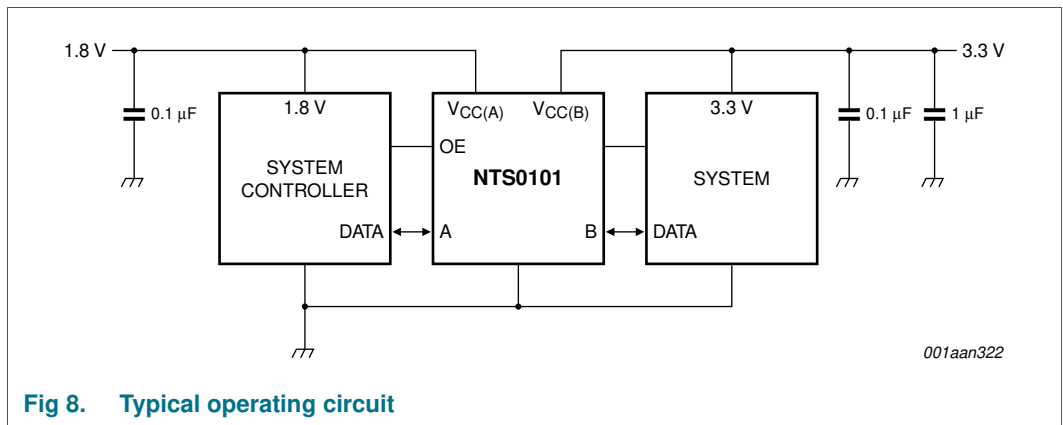 1.8 V
3.3 V
0.1 μF
1.8 V
VCC(A)
VCC(B)
3.3 V
0.1 μF
1 μF
OE
SYSTEM
CONTROLLER
NTS0101
SYSTEM
DATA
A
B
DATA
001aan322
Fig 8. Typical operating circuit